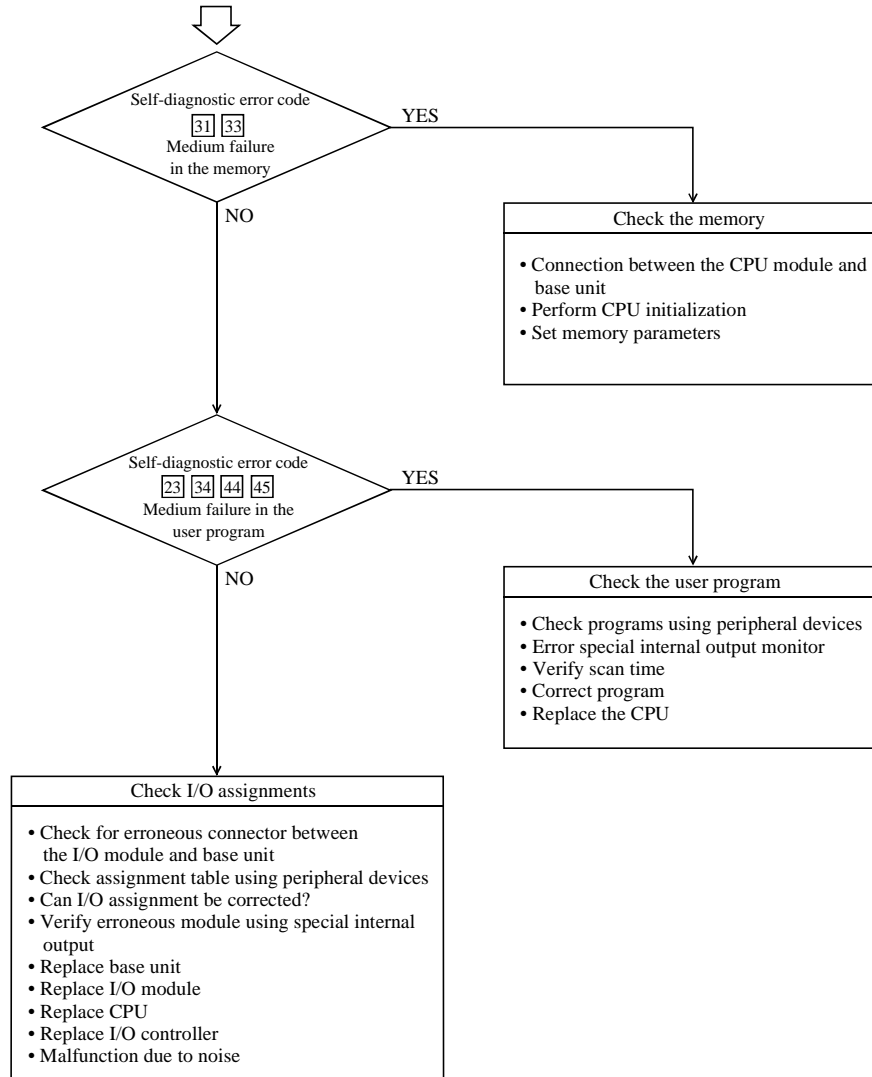 Self-diagnostic error code
31 33
Medium failure
in the memory
YES
NO
Check the memory
• Connection between the CPU module and
base unit
• Perform CPU initialization
• Set memory parameters
Self-diagnostic error code
23 34 44 45
Medium failure in the
user program
YES
NO
Check the user program
• Check programs using peripheral devices
• Error special internal output monitor
• Verify scan time
• Correct program
• Replace the CPU
Check I/O assignments
• Check for erroneous connector between
the I/O module and base unit
• Check assignment table using peripheral devices
• Can I/O assignment be corrected?
• Verify erroneous module using special internal
output
• Replace base unit
• Replace I/O module
• Replace CPU
• Replace I/O controller
• Malfunction due to noise